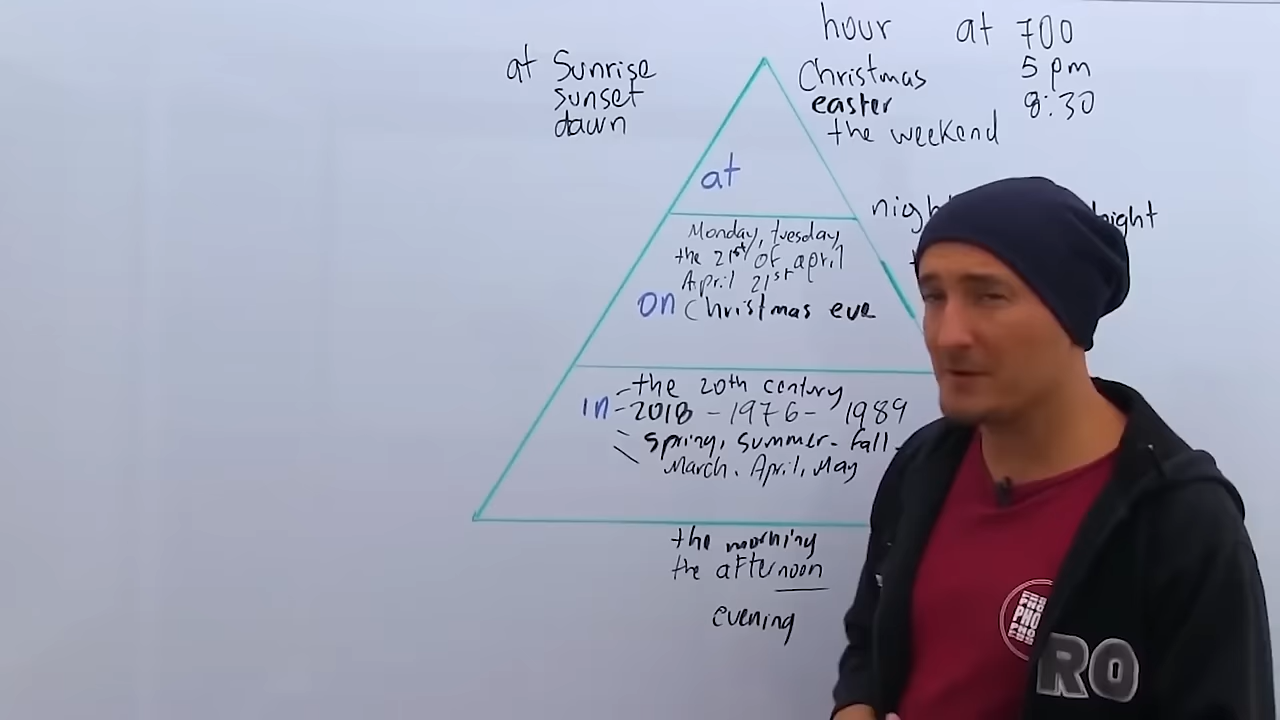 hour at 700
at Sunrise Christmas 5 pm
sunset easter 8:30
dawn the weekend
at
Monday, tuesday
the 21st of april
April 21st
on Christmas eve
the 20th century
in 2018 - 1976 - 1989
spring, summer- fall-
March. April, May
the morning
the afternoon
evening
PHO
RO